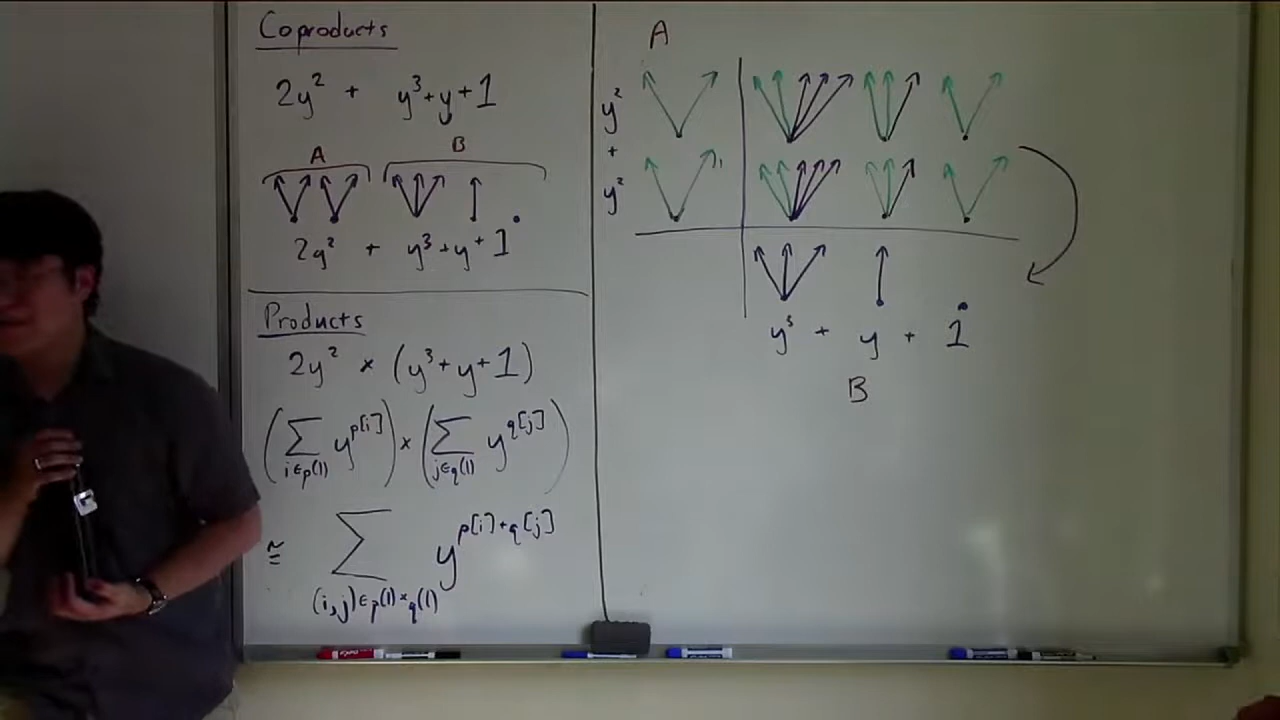 Coproducts
2y² + y³+y+1
A B
2y² + y³+y+1
Products
2y² × (y³+y+1)
(∑_{i∈p(1)} y^{p[i]}) × (∑_{j∈q(1)} y^{q[j]})
≅ ∑_{(i,j)∈p(1)×q(1)} y^{p[i]+q[j]}
A
y²
+
y²
y³ + y + 1
B